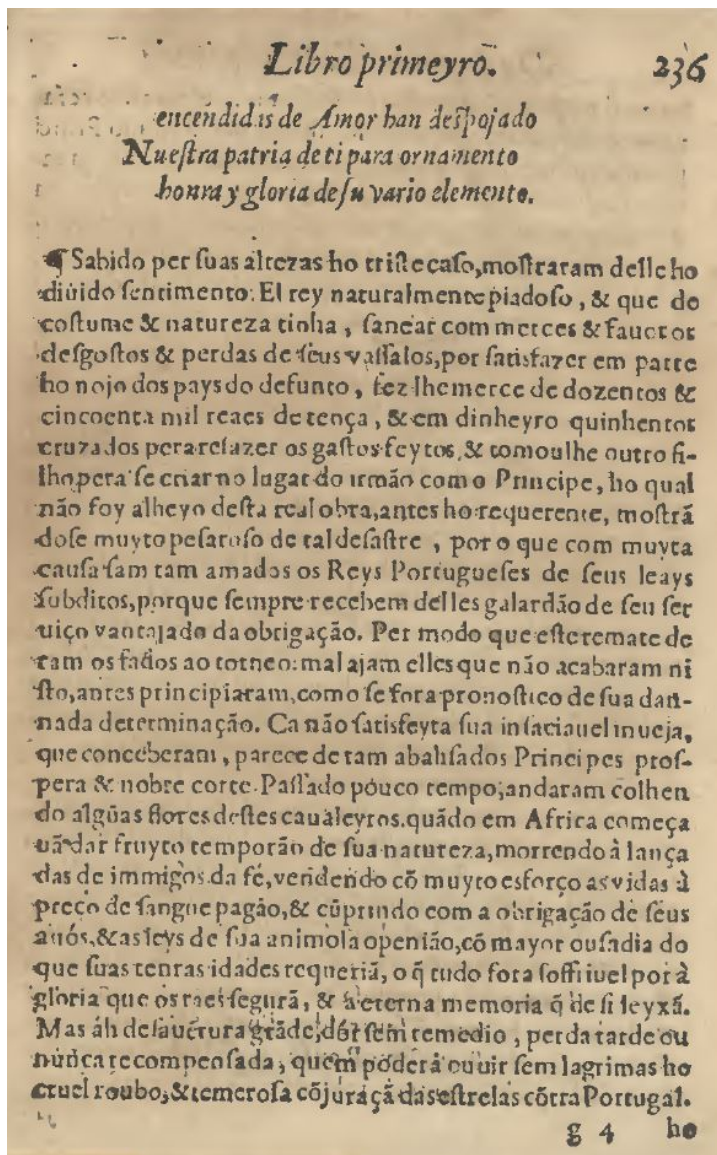 Libro primeyro. 236
encendidas de Amor han deſpojado
Nueſtra patria de ti para ornamento
honra y gloria de ſu vario elemento.
¶ Sabido per ſuas altezas ho triſte caſo, moſtraram delle ho
diuido ſentimento: El rey naturalmente piadoſo, & que de
coſtume & natureza tinha, ſanear com merces & fauores
deſgoſtos & perdas de ſeus vaſſalos, por ſatisfazer em parte
ho nojo dos pays do defunto, fez lhe merce de dozentos &
cincoenta mil reaes de tença, & em dinheyro quinhentos
cruzados pera refazer os gaſtos feytos, & tomoulhe outro fi-
lho pera ſe criar no lugar do irmão com o Principe, ho qual
não foy alheyo deſta real obra, antes ho requerente, moſtrã
doſe muyto peſaroſo de tal deſaſtre, por o que com muyta
cauſa ſam tam amados os Reys Portugueſes de ſeus leays
ſubditos, porque ſempre recebem delles galardão de ſeu ſer
uiço vantajado da obrigação. Per modo que eſte remate de
ram os fados ao torneo: mal ajam elles que não acabaram ni
ſto, antes principiaram, como ſe fora pronoſtico de ſua dan-
nada determinação. Ca não ſatisfeyta ſua inſaciauel inueja,
que conceberam, parece de tam abaliſados Principes proſ-
pera & nobre corte. Paſſado pouco tempo, andaram colhen
do algũas flores deſtes caualeyros, quãdo em Africa começa
uã dar fruyto temporão de ſua natureza, morrendo â lança
das de immigos da fé, vendendo cõ muyto esforço as vidas à
preço de ſangue pagão, & cũprindo com a obrigação de ſeus
auós, & as leys de ſua animoſa openião, cõ mayor ouſadia do
que ſuas tenras idades requeriã, o q̃ tudo fora ſoffriuel por à
gloria que os taes ſegurã, & à eterna memoria q̃ de ſi leyxã.
Mas áh deſauẽtura grãde, dor ſem remedio, perda tarde ou
nunca recompenſada, quem poderá ouuir ſem lagrimas ho
cruel roubo, & temeroſa cõjuraçã das eſtrelas cõtra Portugal.
g 4 ho